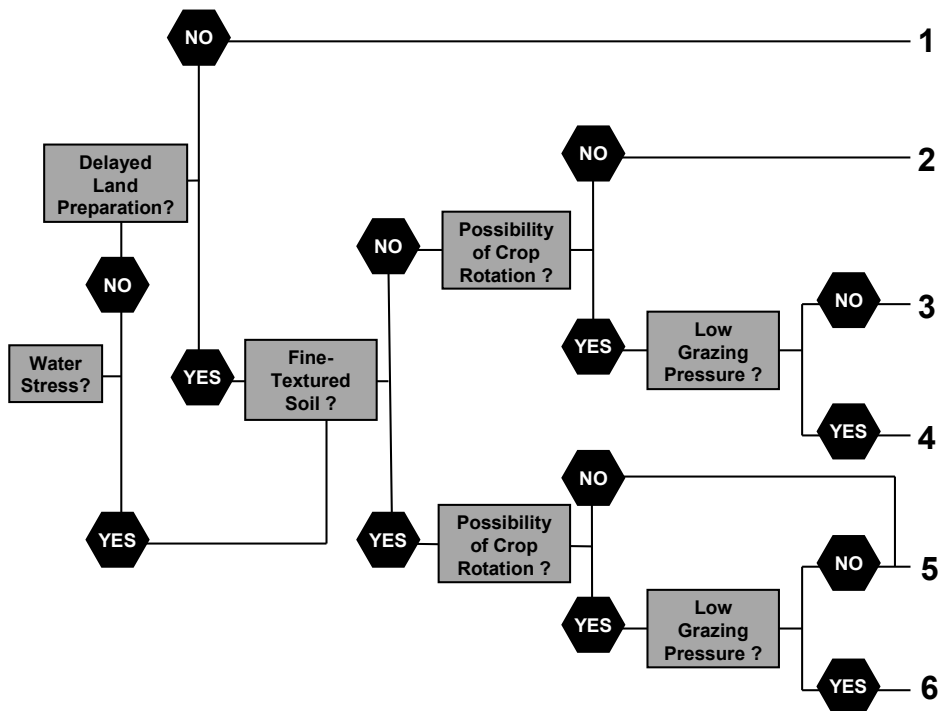 NO
1
Delayed
Land
Preparation?
NO
2
NO
Possibility
of Crop
Rotation ?
NO
NO
3
Water
Stress?
YES
Fine-
Textured
Soil ?
YES
Low
Grazing
Pressure ?
YES
4
NO
YES
YES
Possibility
of Crop
Rotation ?
NO
5
YES
Low
Grazing
Pressure ?
YES
6